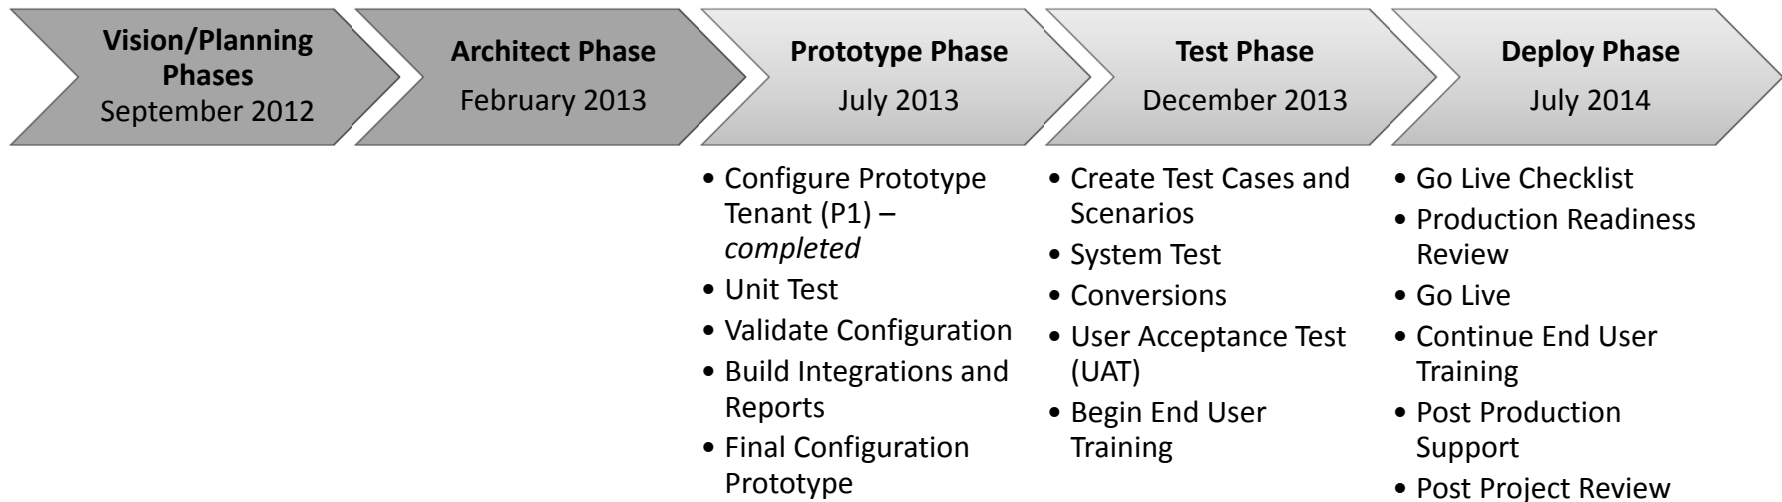 Vision/Planning
Phases
September 2012
Architect Phase
February 2013
Prototype Phase
July 2013
Test Phase
December 2013
Deploy Phase
July 2014
• Configure Prototype
Tenant (P1) –
completed
• Unit Test
• Validate Configuration
• Build Integrations and
Reports
• Final Configuration
Prototype
• Create Test Cases and
Scenarios
• System Test
• Conversions
• User Acceptance Test
(UAT)
• Begin End User
Training
• Go Live Checklist
• Production Readiness
Review
• Go Live
• Continue End User
Training
• Post Production
Support
• Post Project Review